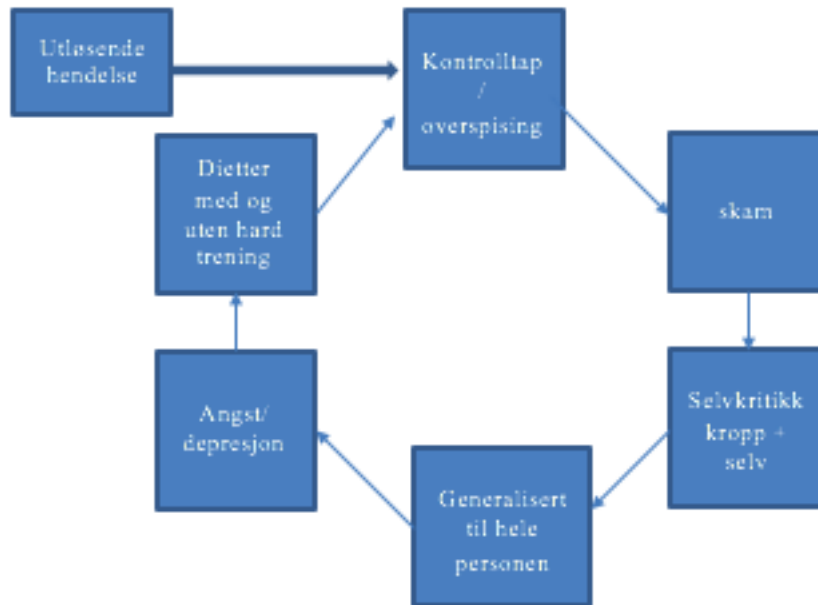 Utløsende
hendelse
Kontrolltap
/
overspising
skam
Selvkritikk
kropp +
selv
Generalisert
til hele
personen
Angst/
depresjon
Dietter
med og
uten hard
trening